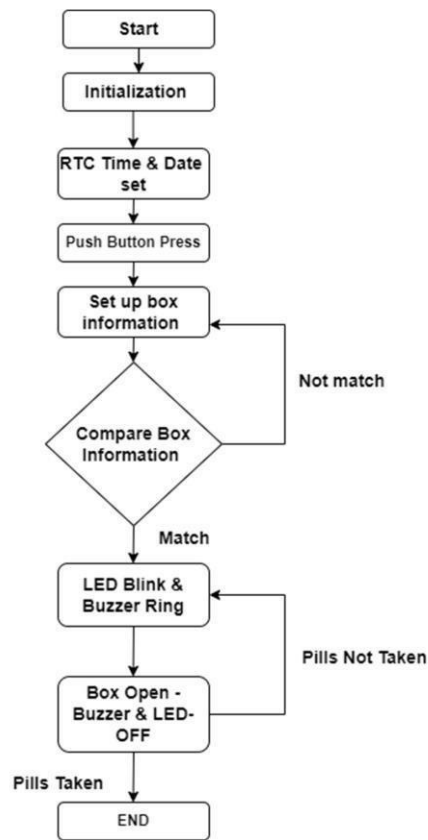 Start
Initialization
RTC Time & Date
set
Push Button Press
Set up box
information
Not match
Compare Box
Information
Match
LED Blink &
Buzzer Ring
Pills Not Taken
Box Open -
Buzzer & LED-
OFF
Pills Taken
END